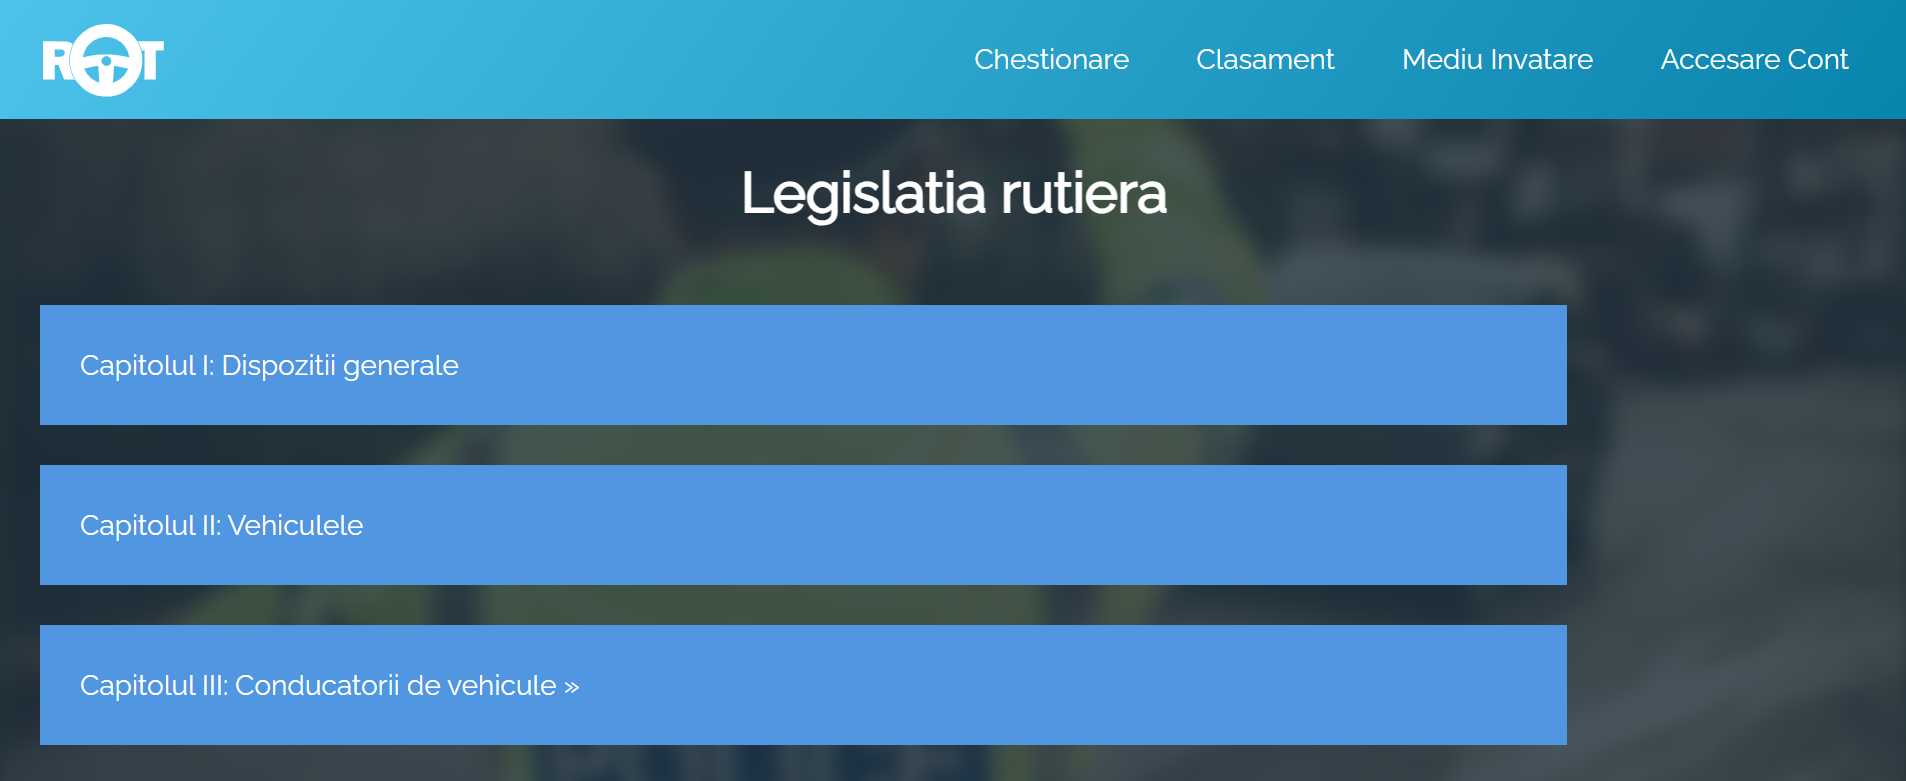 ROT
Chestionare Clasament Mediu Invatare Accesare Cont
Legislatia rutiera
Capitolul I: Dispozitii generale
Capitolul II: Vehiculele
Capitolul III: Conducatorii de vehicule »
POLICE